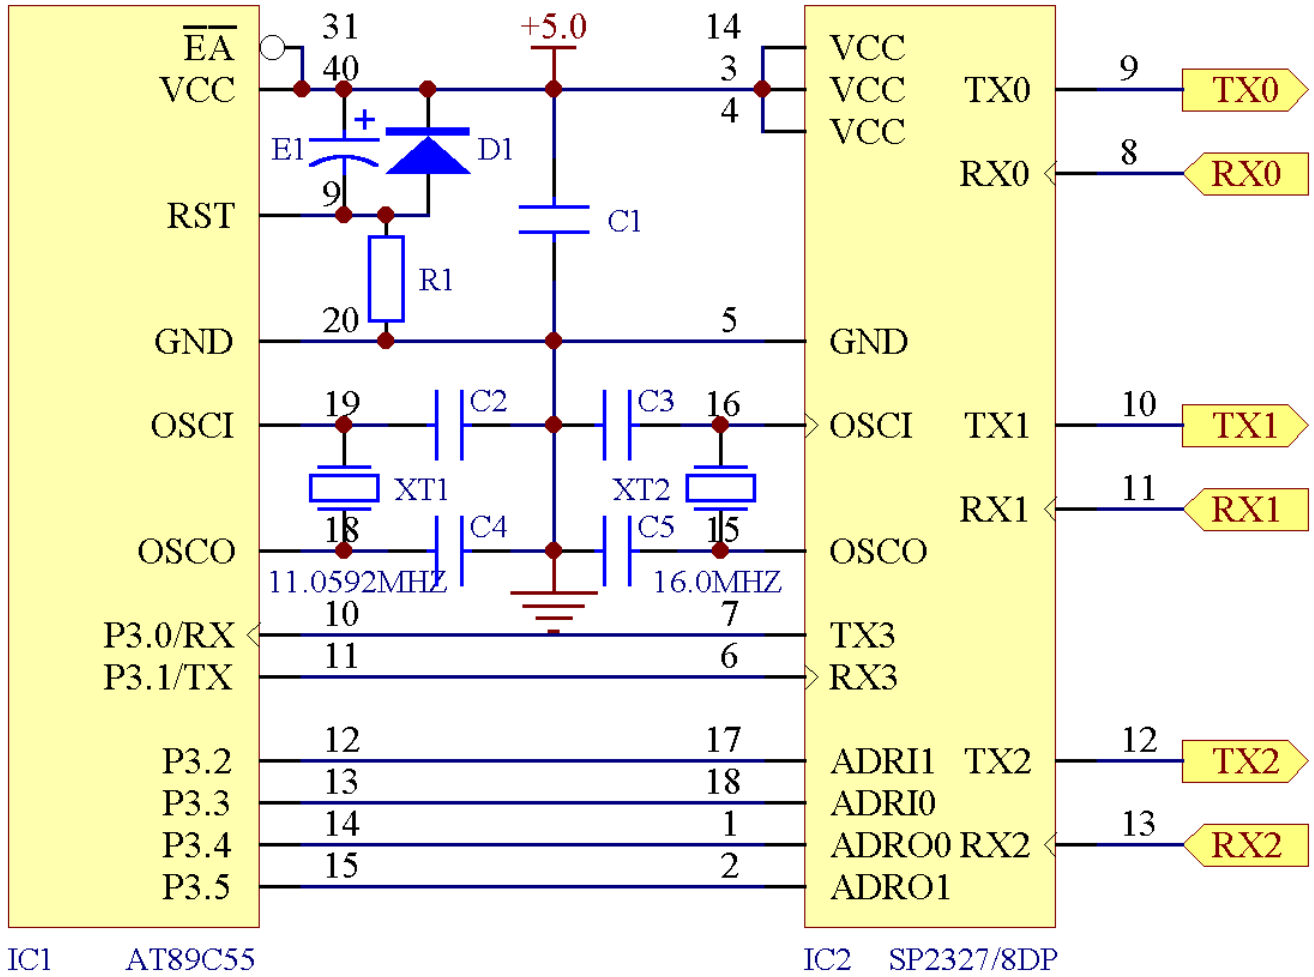 31 +5.0 14
EA VCC
40 3 9
VCC VCC TX0 TX0
4
+ VCC
E1 D1
8
RX0 RX0
9
RST C1
R1
20 5
GND GND
19 C2 C3 16 10
OSCI OSCI TX1 TX1
XT1 XT2 11
RX1 RX1
18 C4 C5 15
OSCO OSCO
11.0592MHZ 16.0MHZ
10 7
P3.0/RX TX3
11 6
P3.1/TX RX3
12 17 12
P3.2 ADRI1 TX2 TX2
13 18
P3.3 ADRI0
14 1 13
P3.4 ADRO0 RX2 RX2
15 2
P3.5 ADRO1
IC1 AT89C55 IC2 SP2327/8DP